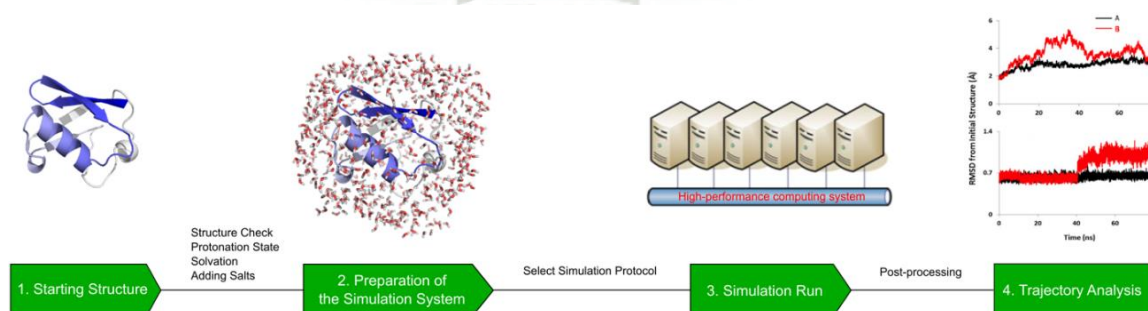 6
A
B
4
2
0
0
20
40
60
RMSD from Initial Structure (Å)
1.4
0.7
0
0
20
40
60
Time (ns)
High-performance computing system
Structure Check
Protonation State
Solvation
Adding Salts
1. Starting Structure
2. Preparation of
the Simulation System
Select Simulation Protocol
3. Simulation Run
Post-processing
4. Trajectory Analysis